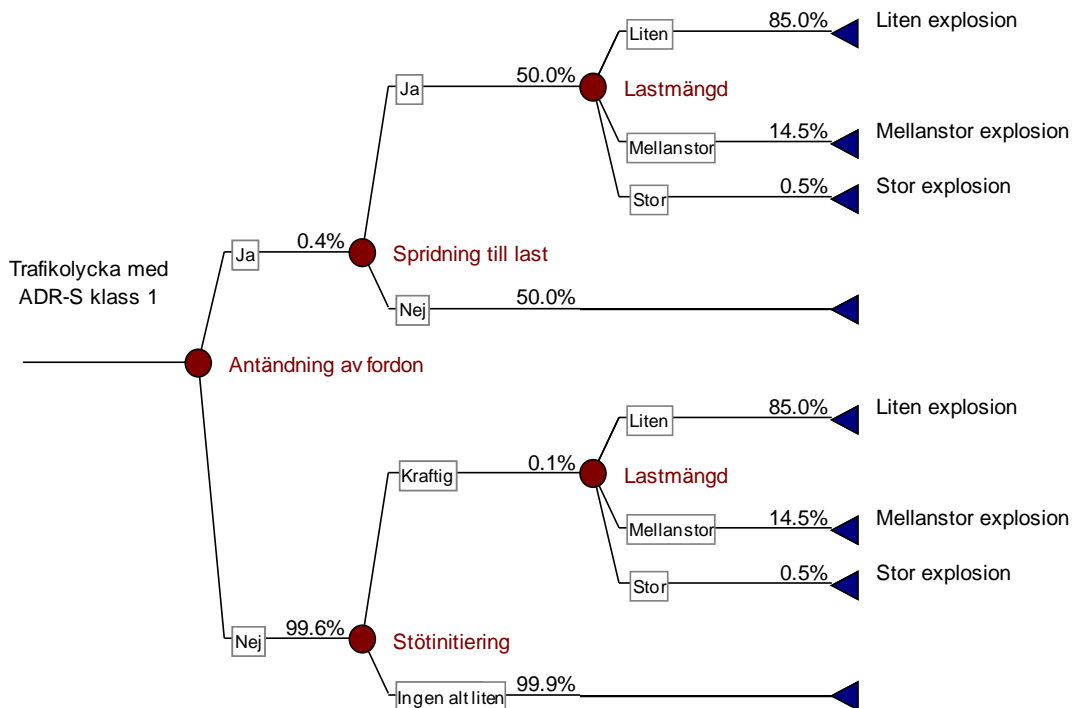 Liten
85.0%
Liten explosion
Ja
50.0%
Lastmängd
Mellanstor
14.5%
Mellanstor explosion
Stor
0.5%
Stor explosion
Ja
0.4%
Spridning till last
Trafikolycka med
ADR-S klass 1
Nej
50.0%
Antändning av fordon
Liten
85.0%
Liten explosion
Kraftig
0.1%
Lastmängd
Mellanstor
14.5%
Mellanstor explosion
Stor
0.5%
Stor explosion
Nej
99.6%
Stötinitiering
Ingen alt liten
99.9%